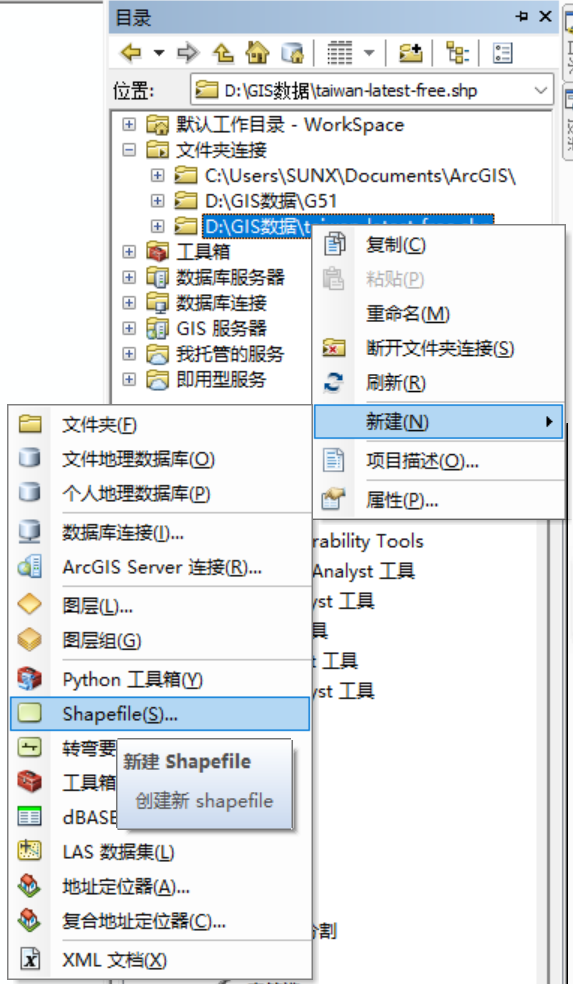 目录
位置:
D:\GIS数据\taiwan-latest-free.shp
默认工作目录 - WorkSpace
文件夹连接
C:\Users\SUNX\Documents\ArcGIS\
D:\GIS数据\G51
D:\GIS数据\
工具箱
数据库服务器
数据库连接
GIS 服务器
我托管的服务
即用型服务
复制(C)
粘贴(P)
重命名(M)
断开文件夹连接(S)
刷新(R)
新建(N)
项目描述(O)...
属性(P)...
文件夹(F)
文件地理数据库(O)
个人地理数据库(P)
数据库连接(I)...
ArcGIS Server 连接(R)...
图层(L)...
图层组(G)
Python 工具箱(Y)
Shapefile(S)...
转弯要
新建 Shapefile
工具箱
创建新 shapefile
dBASE
LAS 数据集(L)
地址定位器(A)...
复合地址定位器(C)...
XML 文档(X)
rability Tools
Analyst 工具
yst 工具
具
t 工具
yst 工具
分割